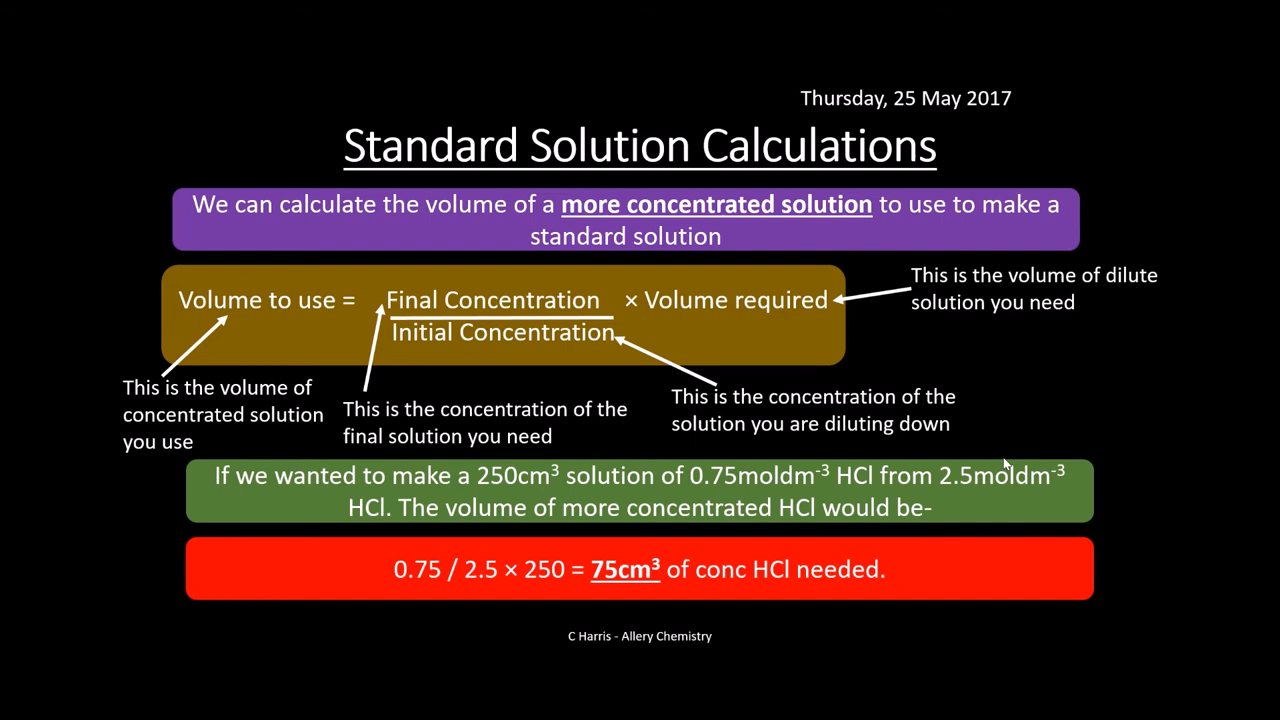 Thursday, 25 May 2017
Standard Solution Calculations
We can calculate the volume of a more concentrated solution to use to make a
standard solution
Volume to use = Final Concentration × Volume required
Initial Concentration
This is the volume of dilute
solution you need
This is the volume of
concentrated solution
you use
This is the concentration of the
final solution you need
This is the concentration of the
solution you are diluting down
If we wanted to make a 250cm³ solution of 0.75moldm⁻³ HCl from 2.5moldm⁻³
HCl. The volume of more concentrated HCl would be-
0.75 / 2.5 × 250 = 75cm³ of conc HCl needed.
C Harris - Allery Chemistry